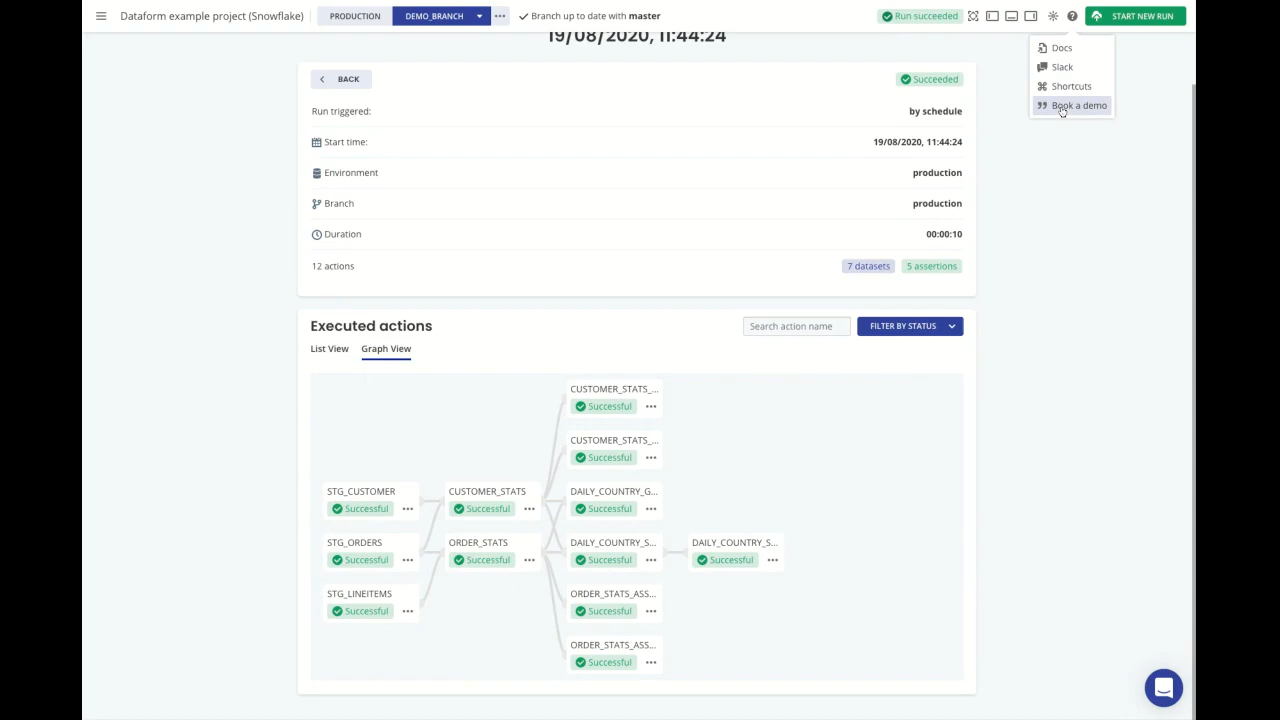 Dataform example project (Snowflake)
PRODUCTION
DEMO_BRANCH
Branch up to date with master
Run succeeded
START NEW RUN
Docs
Slack
Shortcuts
Book a demo
19/08/2020, 11:44:24
BACK
Succeeded
Run triggered: by schedule
Start time: 19/08/2020, 11:44:24
Environment production
Branch production
Duration 00:00:10
12 actions 7 datasets 5 assertions
Executed actions
Search action name
FILTER BY STATUS
List View Graph View
CUSTOMER_STATS_...
Successful
CUSTOMER_STATS_...
Successful
STG_CUSTOMER CUSTOMER_STATS DAILY_COUNTRY_G...
Successful Successful Successful
STG_ORDERS ORDER_STATS DAILY_COUNTRY_S... DAILY_COUNTRY_S...
Successful Successful Successful Successful
STG_LINEITEMS ORDER_STATS_ASS...
Successful Successful
ORDER_STATS_ASS...
Successful